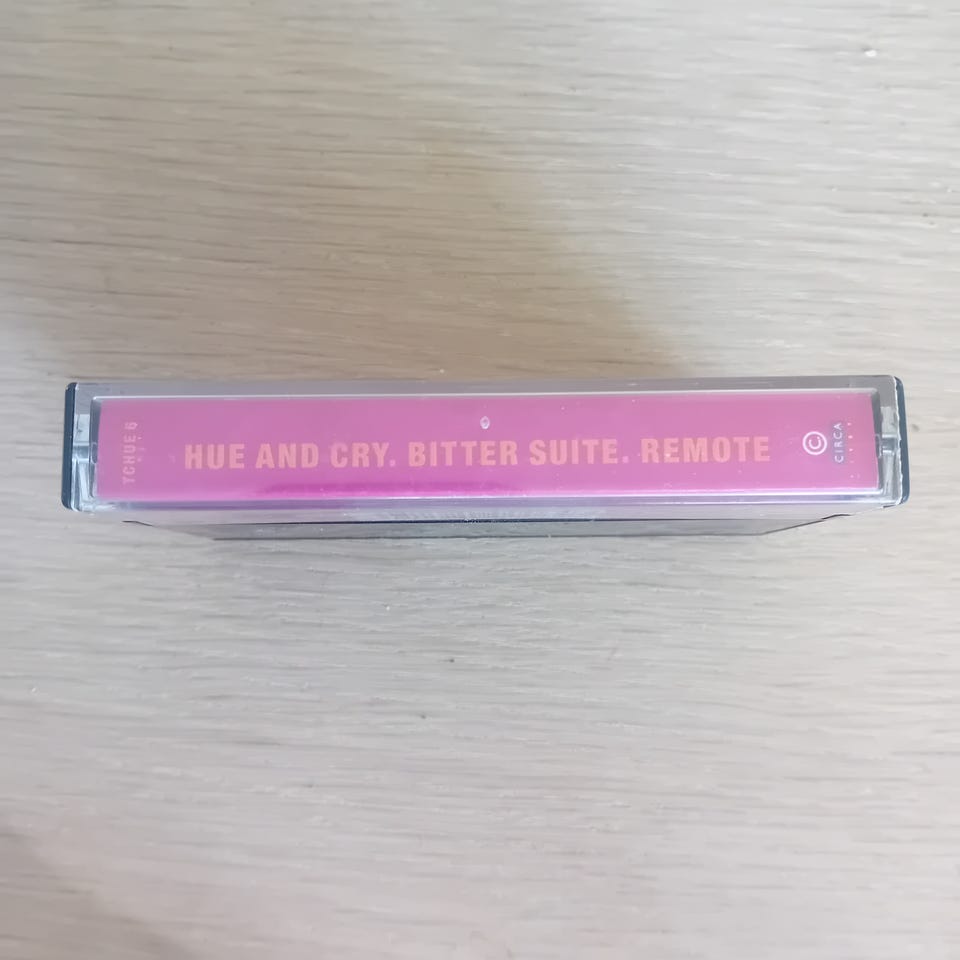 TCHUE 6
HUE AND CRY. BITTER SUITE. REMOTE
©
CIRCA